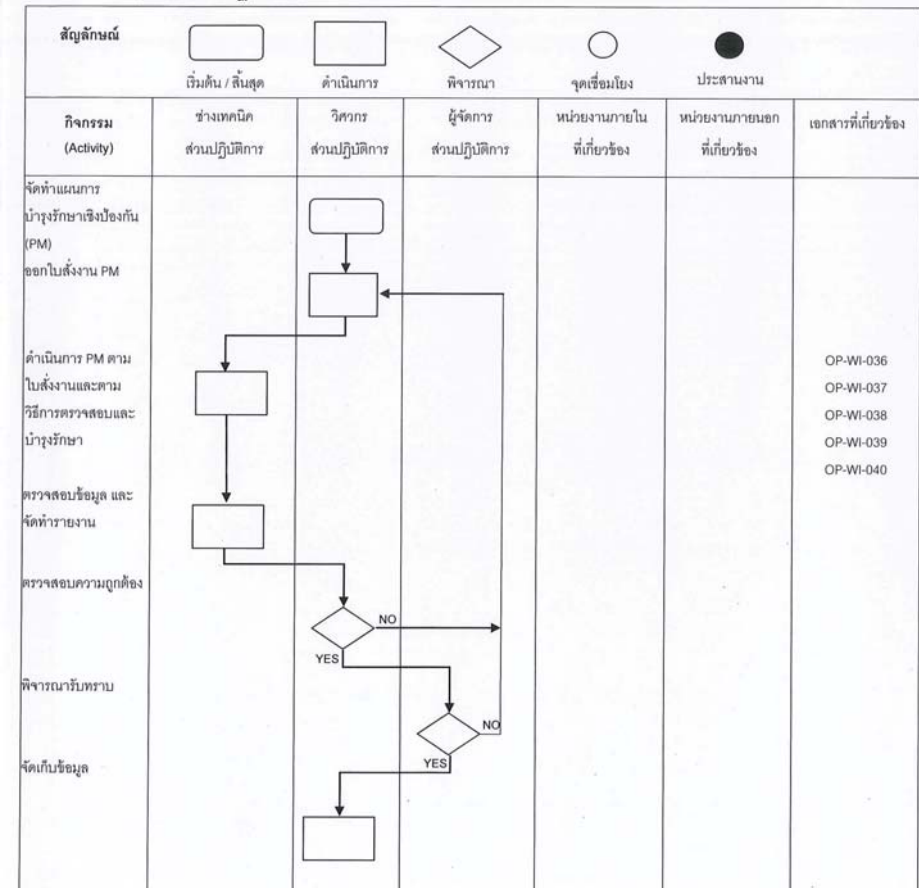 สัญลักษณ์
เริ่มต้น / สิ้นสุด
ดำเนินการ
พิจารณา
จุดเชื่อมโยง
ประสานงาน
กิจกรรม
(Activity)
ช่างเทคนิค
ส่วนปฏิบัติการ
วิศวกร
ส่วนปฏิบัติการ
ผู้จัดการ
ส่วนปฏิบัติการ
หน่วยงานภายใน
ที่เกี่ยวข้อง
หน่วยงานภายนอก
ที่เกี่ยวข้อง
เอกสารที่เกี่ยวข้อง
จัดทำแผนการ
บำรุงรักษาเชิงป้องกัน
(PM)
ออกใบสั่งงาน PM
ดำเนินการ PM ตาม
ใบสั่งงานและตาม
วิธีการตรวจสอบและ
บำรุงรักษา
OP-WI-036
OP-WI-037
OP-WI-038
OP-WI-039
OP-WI-040
ตรวจสอบข้อมูล และ
จัดทำรายงาน
ตรวจสอบความถูกต้อง
NO
YES
พิจารณารับทราบ
NO
YES
จัดเก็บข้อมูล